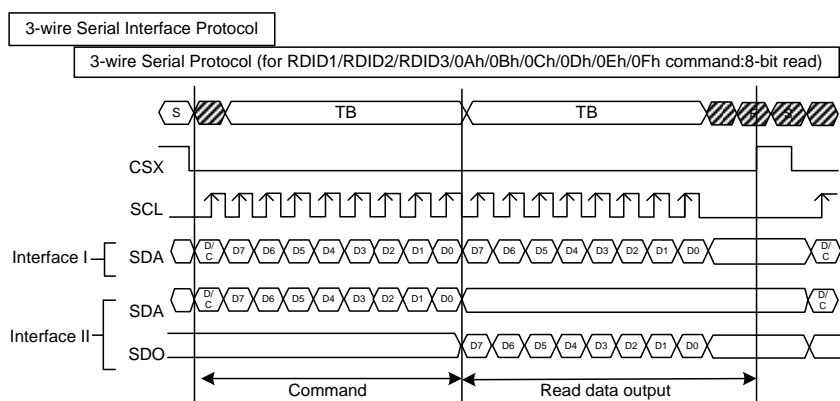 3-wire Serial Interface Protocol
3-wire Serial Protocol (for RDID1/RDID2/RDID3/0Ah/0Bh/0Ch/0Dh/0Eh/0Fh command:8-bit read)
S TB TB P S
CSX
SCL
Interface I SDA D/C D7 D6 D5 D4 D3 D2 D1 D0 D7 D6 D5 D4 D3 D2 D1 D0 D/C
SDA D/C D7 D6 D5 D4 D3 D2 D1 D0 D/C
Interface II
SDO D7 D6 D5 D4 D3 D2 D1 D0
Command Read data output